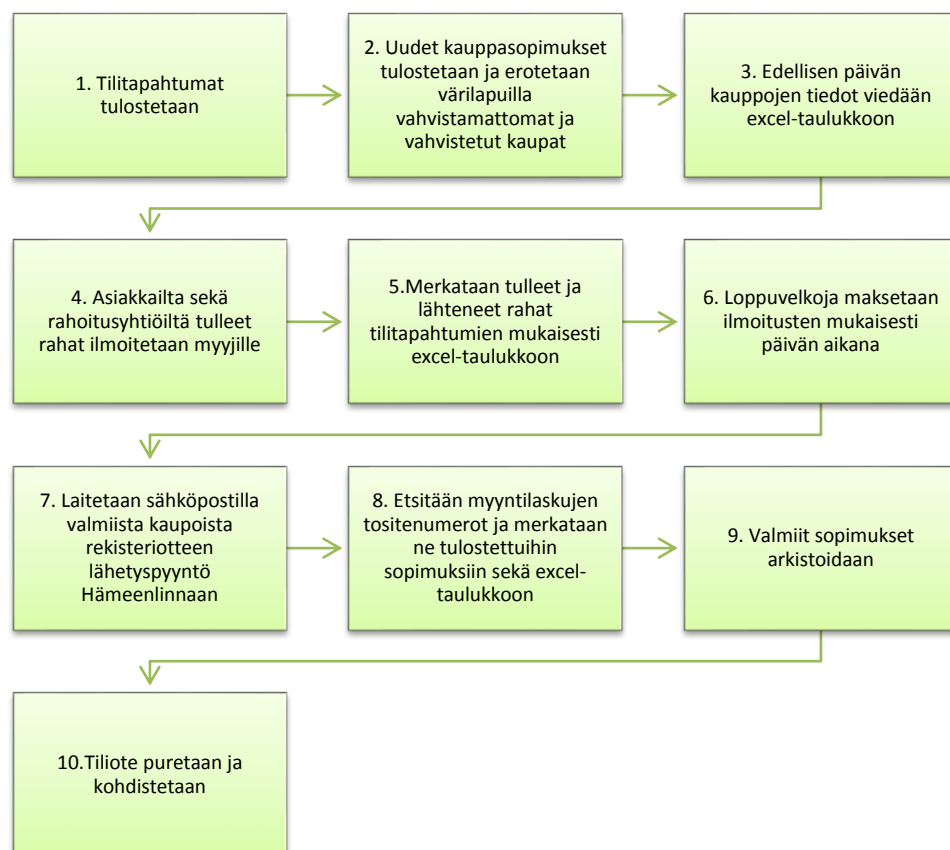 1. Tilitapahtumat
tulostetaan
2. Uudet kauppasopimukset
tulostetaan ja erotetaan
värilapuilla
vahvistamattomat ja
vahvistetut kaupat
3. Edellisen päivän
kauppojen tiedot viedään
excel-taulukkoon
4. Asiakkailta sekä
rahoitusyhtiöiltä tulleet
rahat ilmoitetaan myyjille
5.Merkataan tulleet ja
lähteneet rahat
tilitapahtumien mukaisesti
excel-taulukkoon
6. Loppuvelkoja maksetaan
ilmoitusten mukaisesti
päivän aikana
7. Laitetaan sähköpostilla
valmiista kaupoista
rekisteriotteen
lähetyspyyntö
Hämeenlinnaan
8. Etsitään myyntilaskujen
tositenumerot ja merkataan
ne tulostettuihin
sopimuksiin sekä excel-
taulukkoon
9. Valmiit sopimukset
arkistoidaan
10.Tiliote puretaan ja
kohdistetaan